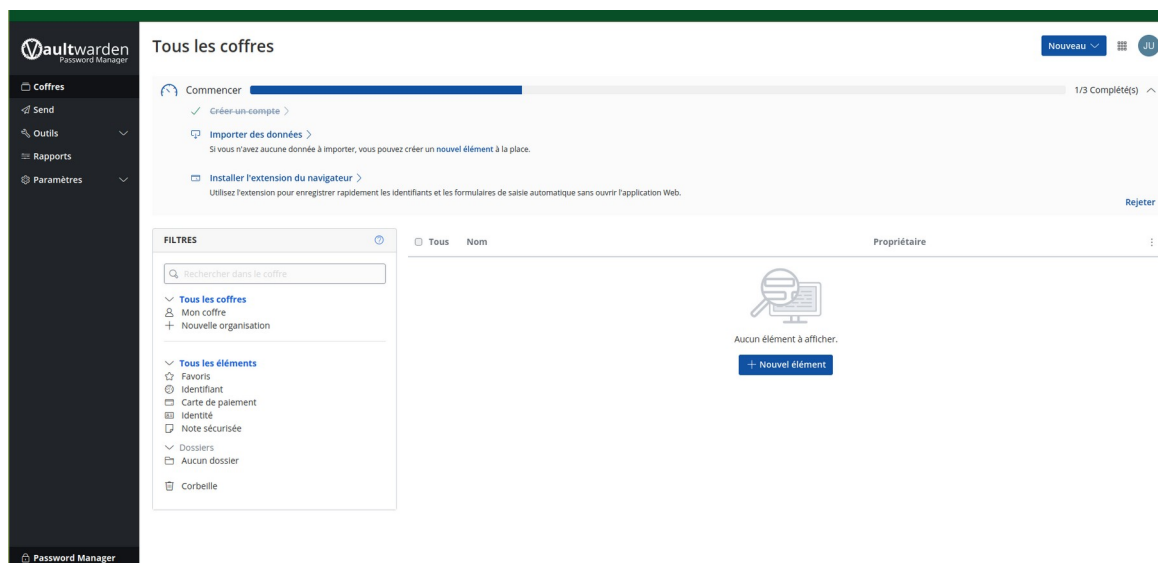 Vaultwarden
Password Manager
Coffres
Send
Outils
Rapports
Paramètres
Password Manager
Tous les coffres
Nouveau
JU
Commencer
1/3 Complété(s)
Créer un compte
Importer des données
Si vous n'avez aucune donnée à importer, vous pouvez créer un nouvel élément à la place.
Installer l'extension du navigateur
Utilisez l'extension pour enregistrer rapidement les identifiants et les formulaires de saisie automatique sans ouvrir l'application Web.
Rejeter
FILTRES
Rechercher dans le coffre
Tous les coffres
Mon coffre
Nouvelle organisation
Tous les éléments
Favoris
Identifiant
Carte de paiement
Identité
Note sécurisée
Dossiers
Aucun dossier
Corbeille
Tous Nom Propriétaire
Aucun élément à afficher.
+ Nouvel élément